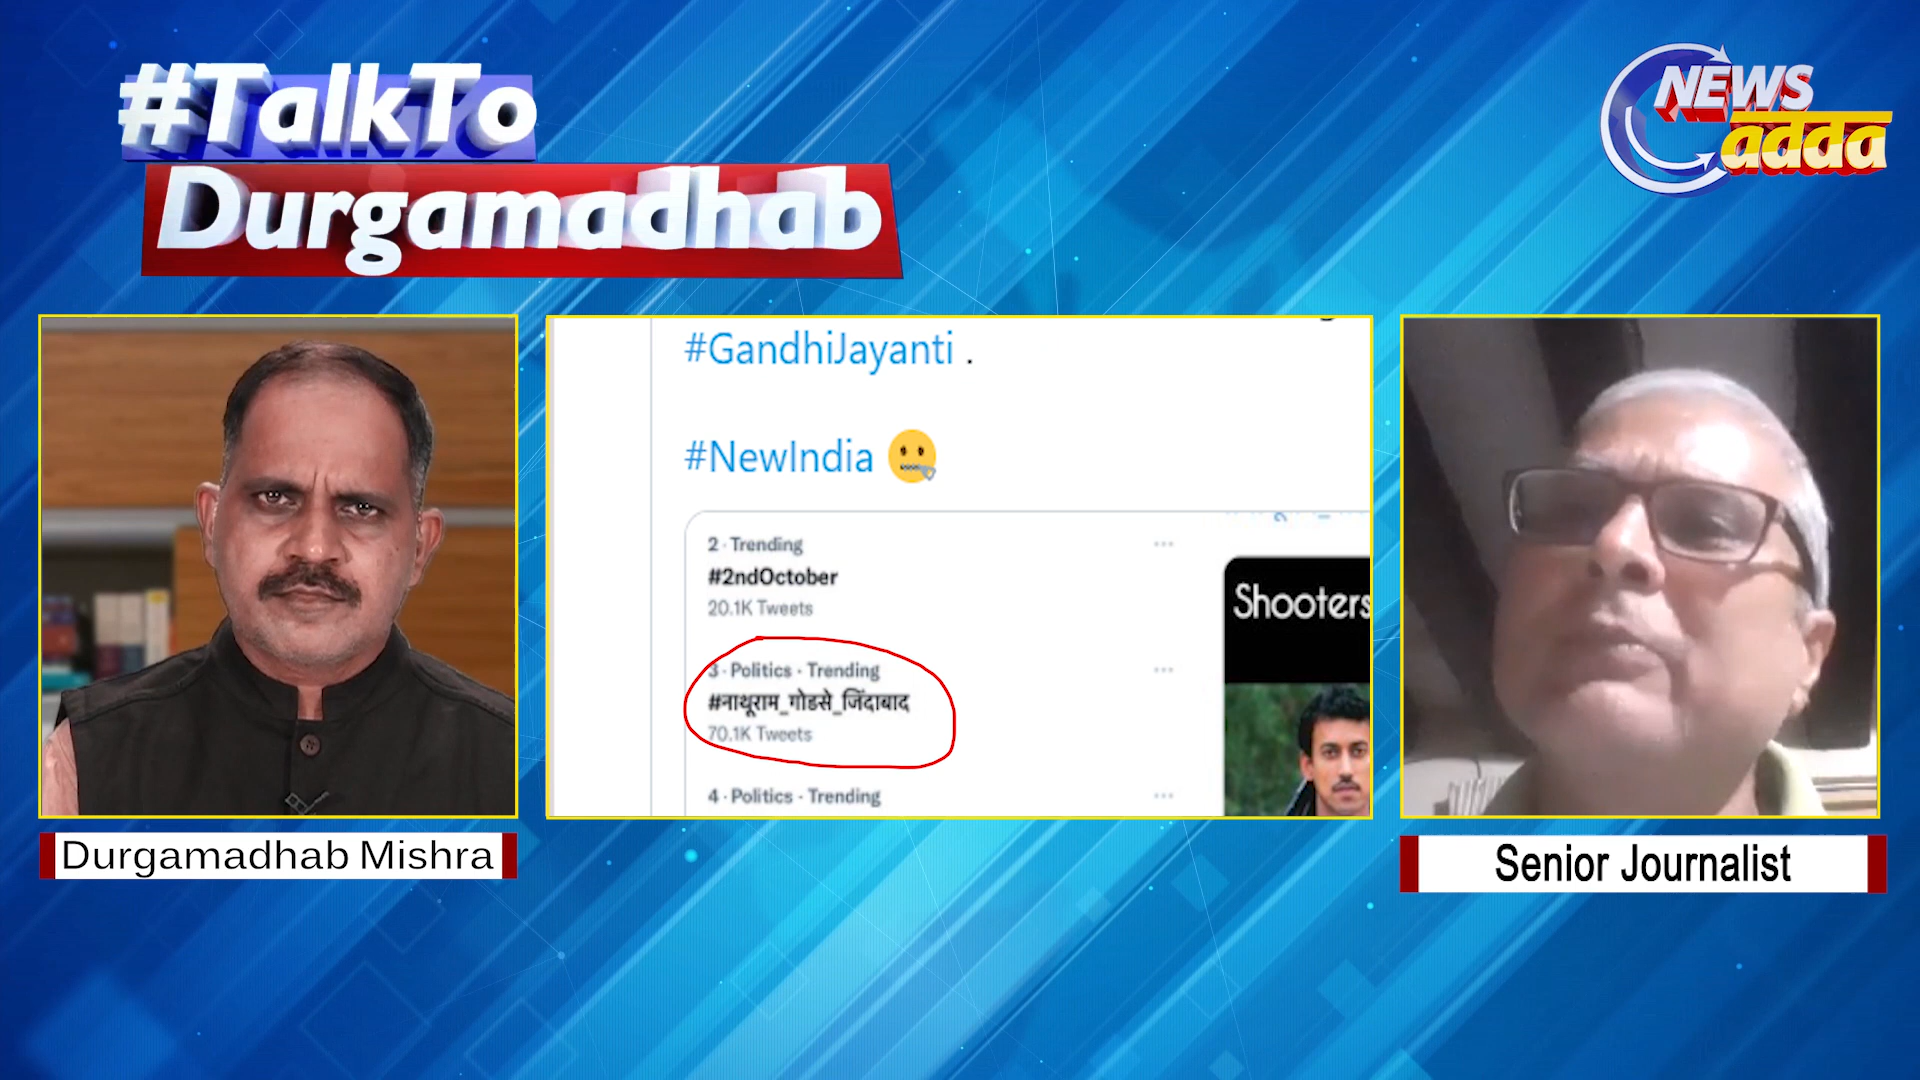 #TalkTo
Durgamadhab
NEWS
adda
#GandhiJayanti .
#NewIndia
2 · Trending
#2ndOctober
20.1K Tweets
3 · Politics · Trending
#नाथूराम_गोडसे_जिंदाबाद
70.1K Tweets
4 · Politics · Trending
Shooters
Durgamadhab Mishra
Senior Journalist